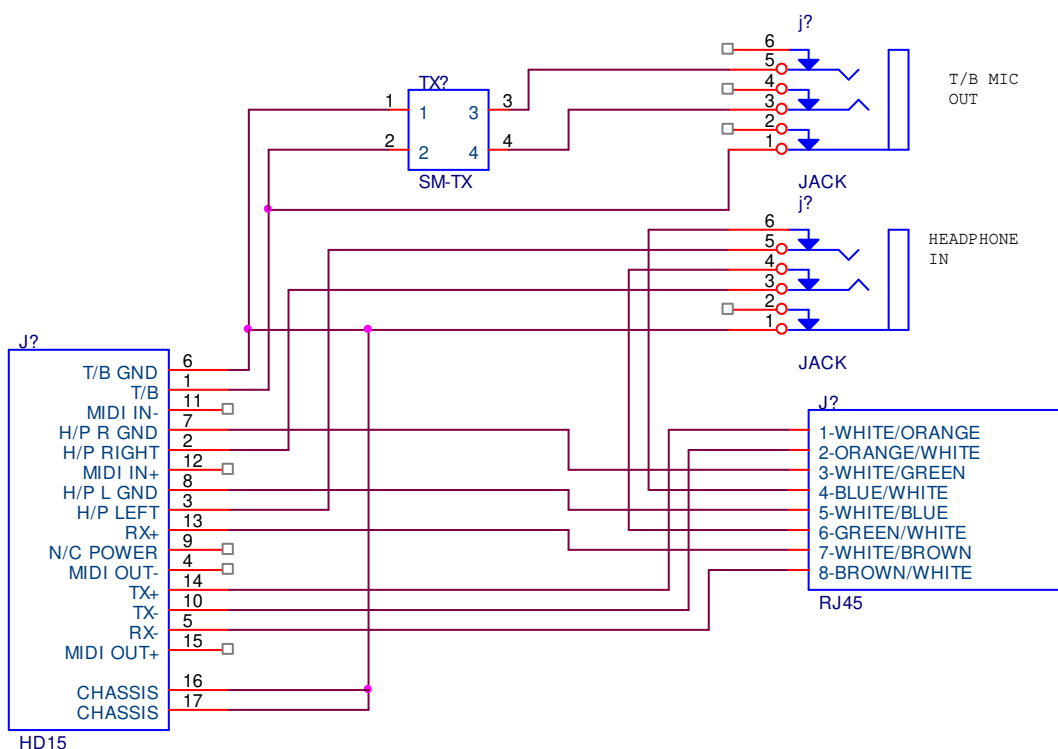 j?
6
5
4
3
2
1
T/B MIC
OUT
JACK
TX?
1 1 3 3
2 2 4 4
SM-TX
j?
6
5
4
3
2
1
HEADPHONE
IN
JACK
J?
T/B GND 6
T/B 1
MIDI IN- 11
H/P R GND 7
H/P RIGHT 2
MIDI IN+ 12
H/P L GND 8
H/P LEFT 3
RX+ 13
N/C POWER 9
MIDI OUT- 4
TX+ 14
TX- 10
RX- 5
MIDI OUT+ 15
CHASSIS 16
CHASSIS 17
HD15
J?
1-WHITE/ORANGE
2-ORANGE/WHITE
3-WHITE/GREEN
4-BLUE/WHITE
5-WHITE/BLUE
6-GREEN/WHITE
7-WHITE/BROWN
8-BROWN/WHITE
RJ45